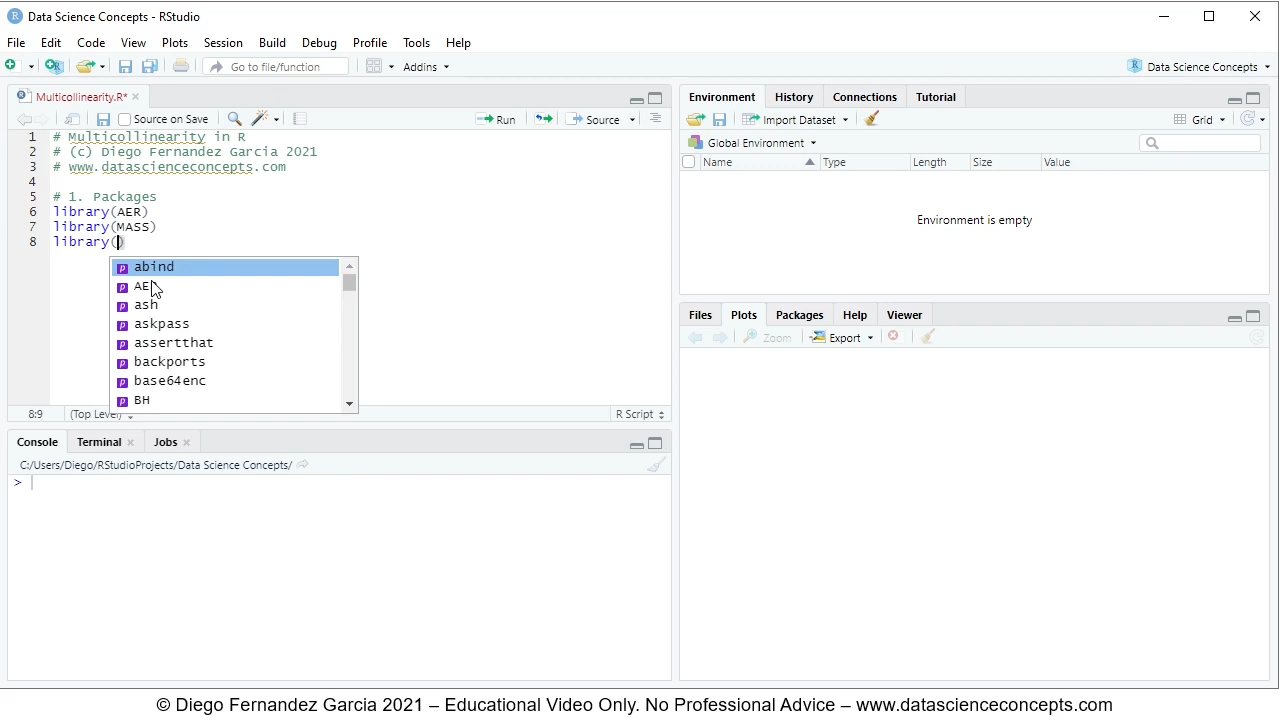 Data Science Concepts - RStudio
File Edit Code View Plots Session Build Debug Profile Tools Help
Go to file/function Addins Data Science Concepts
Multicollinearity.R*
Source on Save Run Source
1 # Multicollinearity in R
2 # (c) Diego Fernandez Garcia 2021
3 # www.datascienceconcepts.com
4
5 # 1. Packages
6 library(AER)
7 library(MASS)
8 library()
abind
AE
ash
askpass
assertthat
backports
base64enc
BH
8:9 (Top Level) R Script
Console Terminal Jobs
C:/Users/Diego/RStudioProjects/Data Science Concepts/
>
Environment History Connections Tutorial
Import Dataset Grid
Global Environment
Name Type Length Size Value
Environment is empty
Files Plots Packages Help Viewer
Zoom Export
© Diego Fernandez Garcia 2021 – Educational Video Only. No Professional Advice – www.datascienceconcepts.com